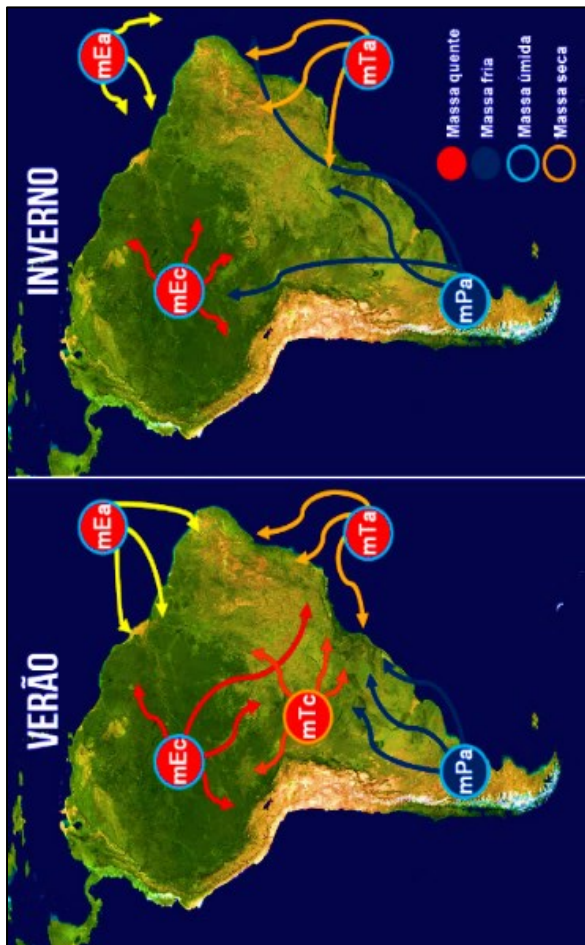 VERÃO
mEa
mEc
mTc
mTa
mPa
INVERNO
mEa
mEc
mTa
mPa
Massa quente
Massa fria
Massa úmida
Massa seca